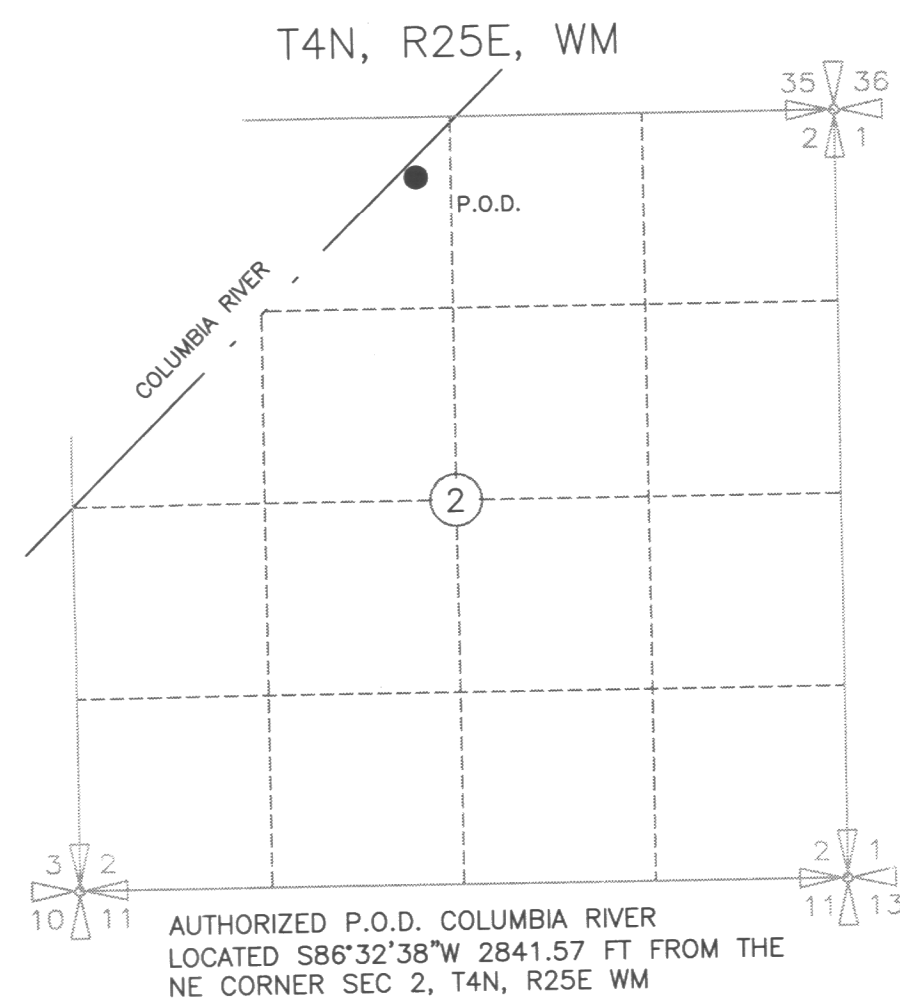 T4N, R25E, WM
35 36
2 1
P.O.D.
COLUMBIA RIVER
2
3 2
10 11
2 1
11 13
AUTHORIZED P.O.D. COLUMBIA RIVER
LOCATED S86°32'38"W 2841.57 FT FROM THE
NE CORNER SEC 2, T4N, R25E WM